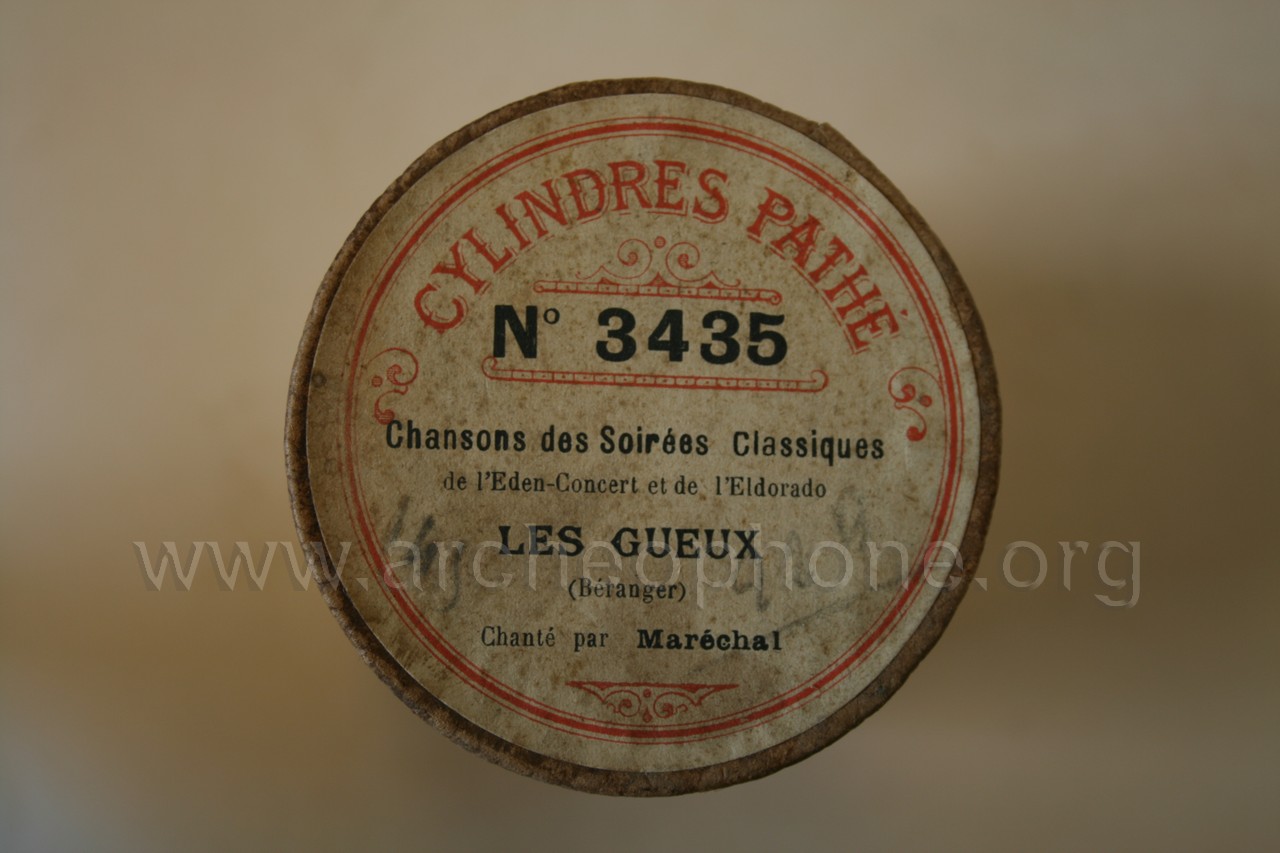 CYLINDRES PATHÉ
Nº 3435
Chansons des Soirées Classiques
de l'Eden-Concert et de l'Eldorado
LES GUEUX
www.archeophone.org
(Béranger)
Chanté par Maréchal